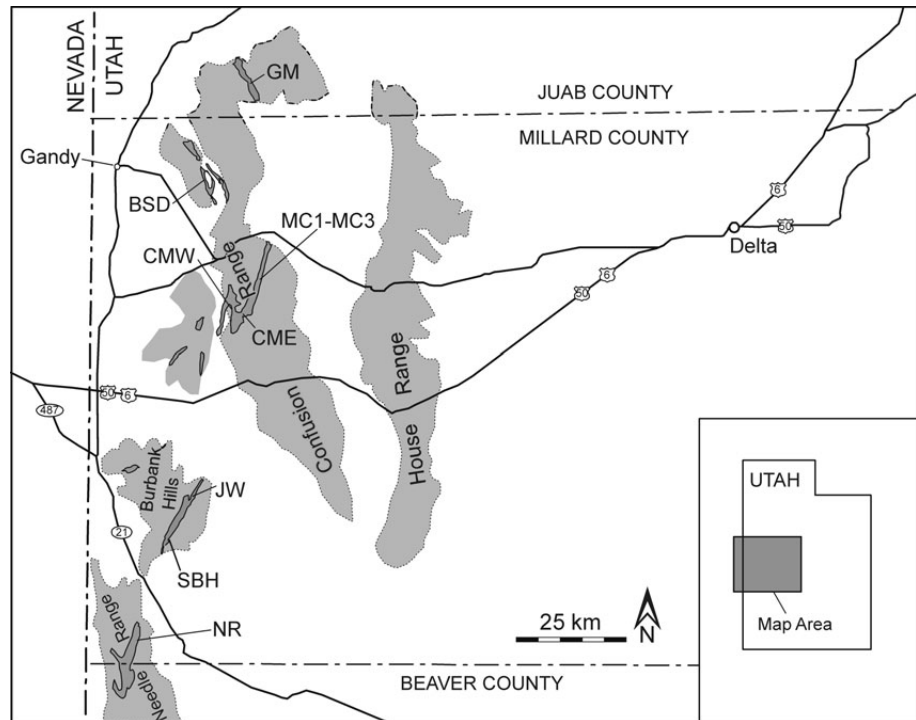 NEVADA
UTAH
GM
JUAB COUNTY
MILLARD COUNTY
Gandy
BSD
MC1-MC3
CMW
CME
6
50
Delta
6
50
Confusion Range
House Range
50 6
487
Burbank
Hills
JW
21
SBH
NR
Needle Range
25 km
N
BEAVER COUNTY
UTAH
Map Area